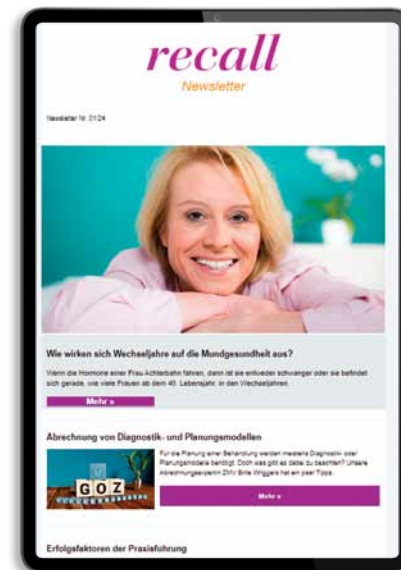 recall
Newsletter
Newsletter Nr. 01/24
Wie wirken sich Wechseljahre auf die Mundgesundheit aus?
Wenn die Hormone einer Frau Achterbahn fahren, dann ist sie entweder schwanger oder sie befindet
sich gerade, wie viele Frauen ab dem 40. Lebensjahr, in den Wechseljahren.
Mehr »
Abrechnung von Diagnostik- und Planungsmodellen
GOZ
Für die Planung einer Behandlung werden meistens Diagnostik- oder
Planungsmodelle benötigt. Doch was gibt es dabei zu beachten? Unsere
Abrechnungsexpertin ZMV Birte Wriggers hat ein paar Tipps.
Mehr »
Erfolgsfaktoren der Praxisführung